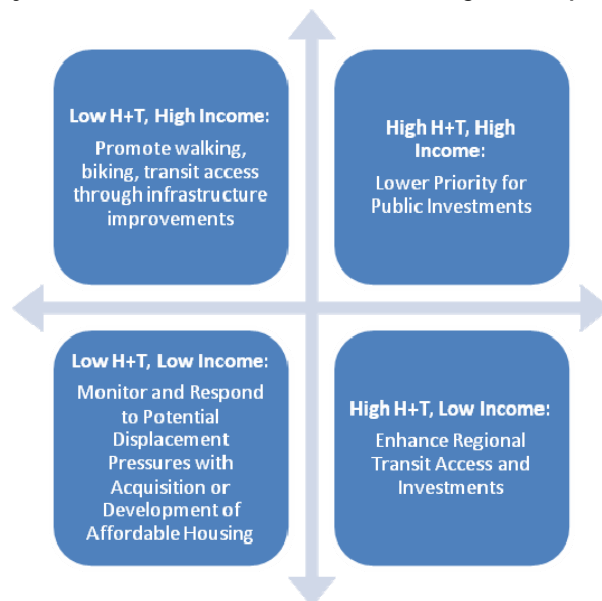 Low H+T, High Income:
Promote walking,
biking, transit access
through infrastructure
improvements
High H+T, High
Income:
Lower Priority for
Public Investments
Low H+T, Low Income:
Monitor and Respond
to Potential
Displacement
Pressures with
Acquisition or
Development of
Affordable Housing
High H+T, Low Income:
Enhance Regional
Transit Access and
Investments